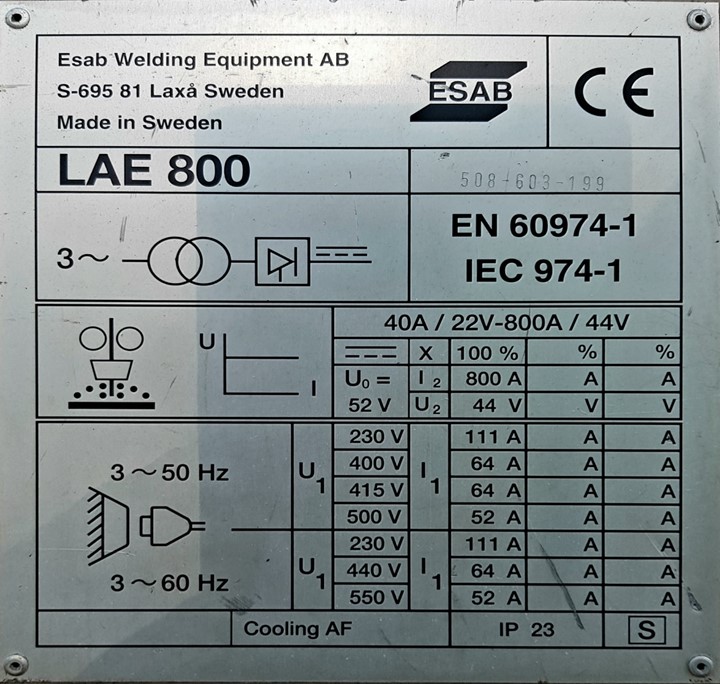 Esab Welding Equipment AB
S-695 81 Laxå Sweden
Made in Sweden
ESAB
CE
LAE 800
508-603-199
3~
EN 60974-1
IEC 974-1
U
I
40A / 22V-800A / 44V
X 100 % % %
U₀ = I₂ 800 A A A
52 V U₂ 44 V V V
3~50 Hz
U₁ I₁
230 V 111 A A A
400 V 64 A A A
415 V 64 A A A
500 V 52 A A A
3~60 Hz
U₁ I₁
230 V 111 A A A
440 V 64 A A A
550 V 52 A A A
Cooling AF IP 23 S